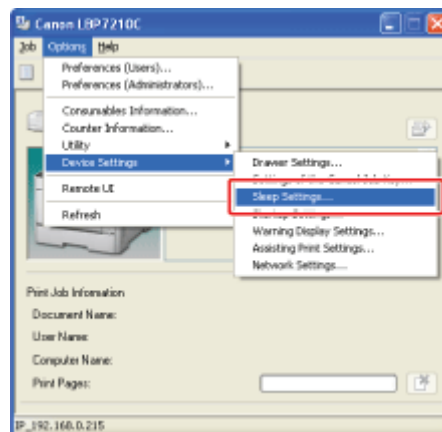 Canon LBP7210C
Job Options Help
Preferences (Users)...
Preferences (Administrators)...
Consumables Information...
Counter Information...
Utility
Device Settings
Remote UI
Refresh
Drawer Settings...
Sleep Settings...
Warning Display Settings...
Assisting Print Settings...
Network Settings...
Print Job Information
Document Name:
User Name:
Computer Name:
Print Pages:
IP_192.168.0.215